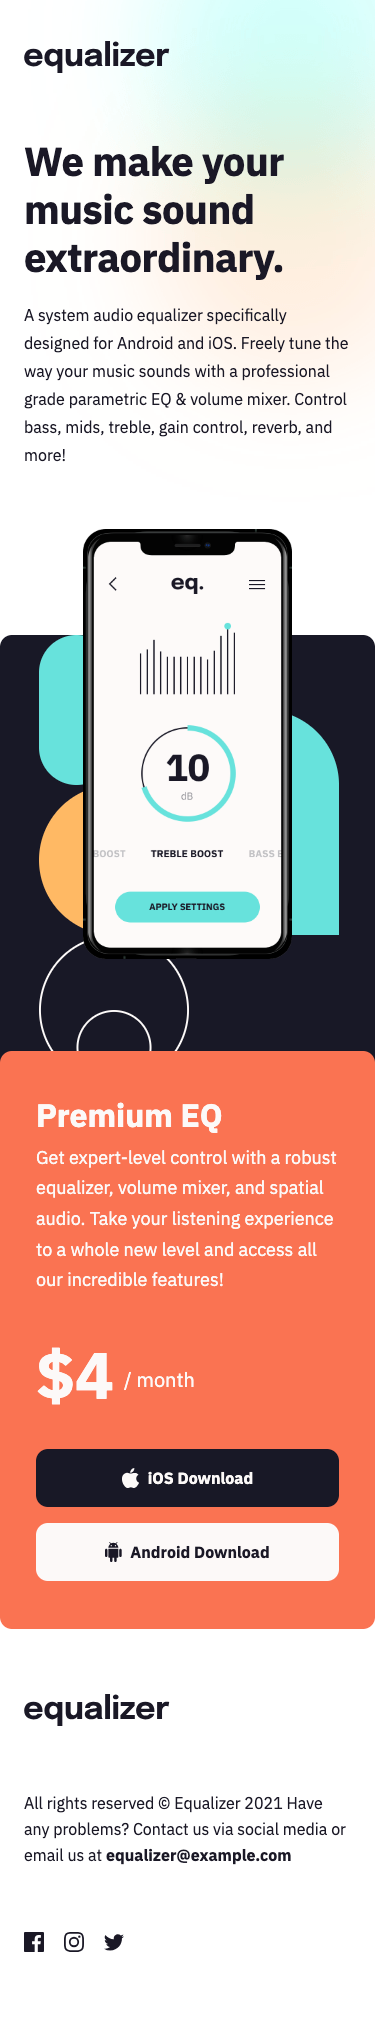 equalizer
We make your
music sound
extraordinary.
A system audio equalizer specifically
designed for Android and iOS. Freely tune the
way your music sounds with a professional
grade parametric EQ & volume mixer. Control
bass, mids, treble, gain control, reverb, and
more!
eq.
10
dB
BOOST TREBLE BOOST BASS B
APPLY SETTINGS
Premium EQ
Get expert-level control with a robust
equalizer, volume mixer, and spatial
audio. Take your listening experience
to a whole new level and access all
our incredible features!
$4 / month
iOS Download
Android Download
equalizer
All rights reserved © Equalizer 2021 Have
any problems? Contact us via social media or
email us at equalizer@example.com